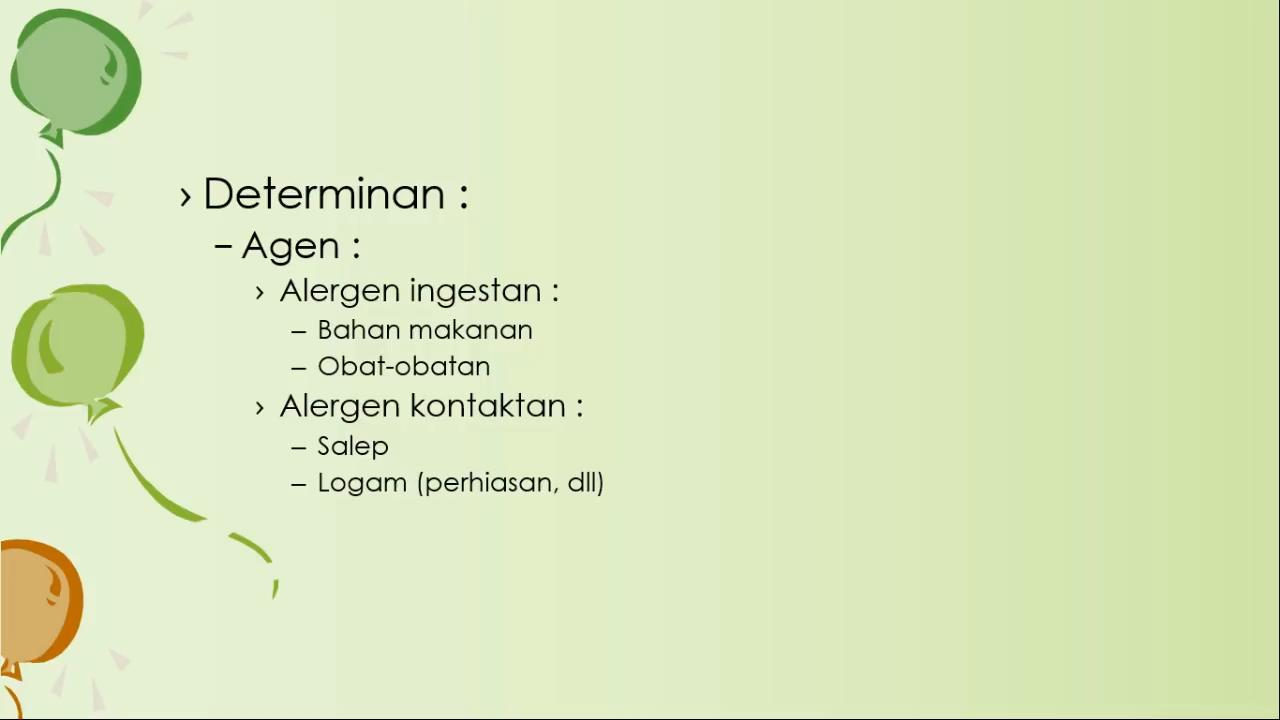 › Determinan :
– Agen :
› Alergen ingestan :
– Bahan makanan
– Obat-obatan
› Alergen kontaktan :
– Salep
– Logam (perhiasan, dll)